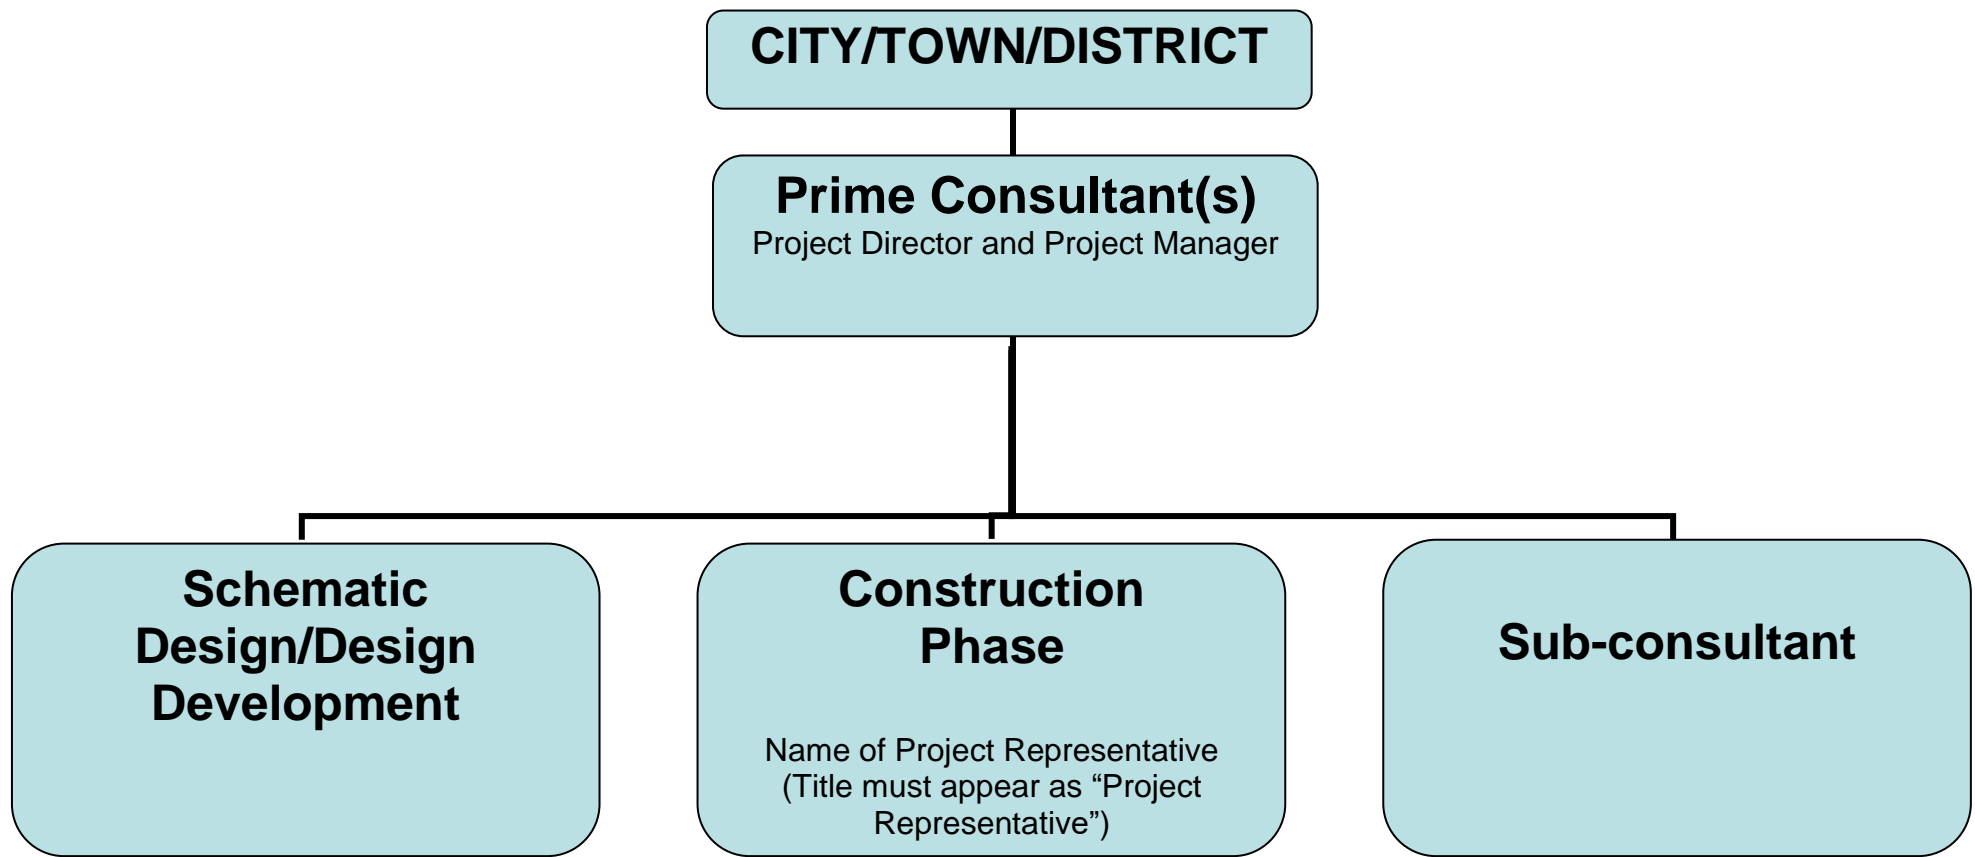 CITY/TOWN/DISTRICT
Prime Consultant(s)
Project Director and Project Manager
Schematic
Design/Design
Development
Construction
Phase
Name of Project Representative
(Title must appear as “Project
Representative”)
Sub-consultant